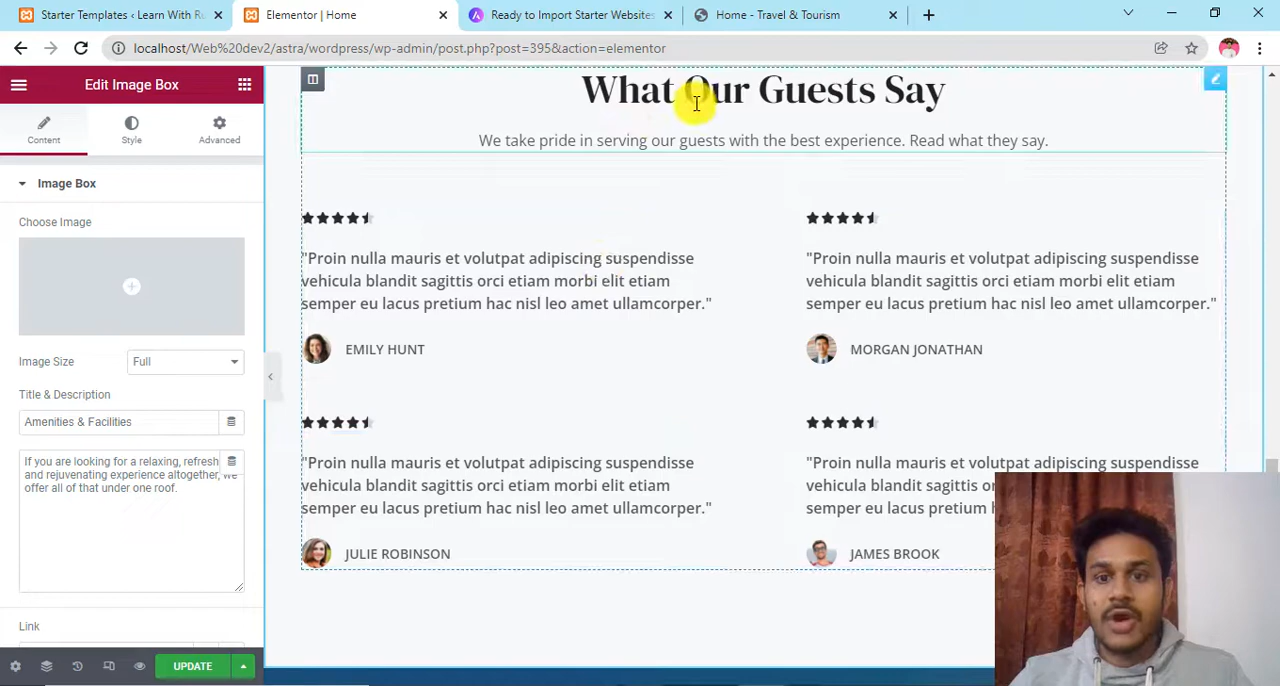 Starter Templates ‹ Learn With Ru
Elementor | Home
Ready to Import Starter Websites
Home - Travel & Tourism
localhost/Web%20dev2/astra/wordpress/wp-admin/post.php?post=395&action=elementor
Edit Image Box
Content
Style
Advanced
Image Box
Choose Image
Image Size
Full
Title & Description
Amenities & Facilities
If you are looking for a relaxing, refresh
and rejuvenating experience altogether, we
offer all of that under one roof.
Link
UPDATE
What Our Guests Say
We take pride in serving our guests with the best experience. Read what they say.
"Proin nulla mauris et volutpat adipiscing suspendisse
vehicula blandit sagittis orci etiam morbi elit etiam
semper eu lacus pretium hac nisl leo amet ullamcorper."
EMILY HUNT
"Proin nulla mauris et volutpat adipiscing suspendisse
vehicula blandit sagittis orci etiam morbi elit etiam
semper eu lacus pretium hac nisl leo amet ullamcorper."
MORGAN JONATHAN
"Proin nulla mauris et volutpat adipiscing suspendisse
vehicula blandit sagittis orci etiam morbi elit etiam
semper eu lacus pretium hac nisl leo amet ullamcorper."
JULIE ROBINSON
"Proin nulla mauris et volutpat adipiscing suspendisse
vehicula blandit sagittis or
semper eu lacus pretium h
JAMES BROOK